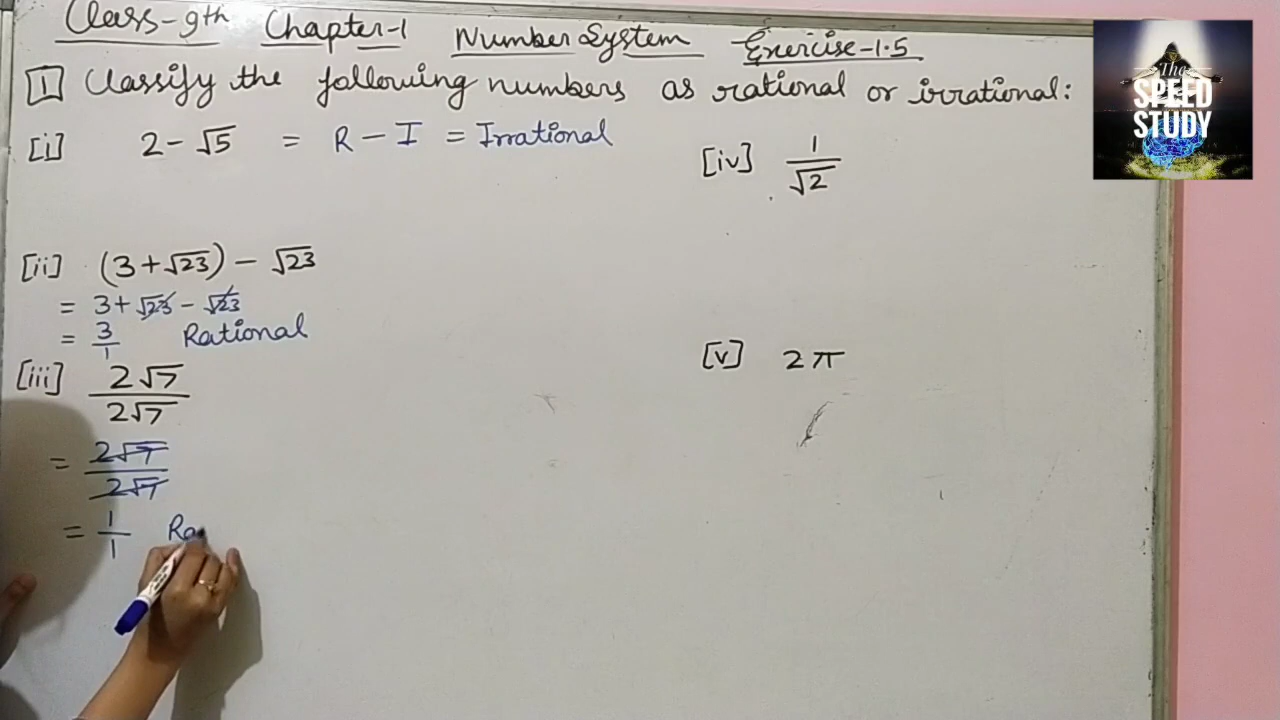 Class-9th Chapter-1 Number System Exercise-1.5
1 Classify the following numbers as rational or irrational:
[i] 2 - √5 = R - I = Irrational
[ii] (3 + √23) - √23
= 3 + √23 - √23
= 3/1 Rational
[iii] 2√7/2√7
= 2√7/2√7
= 1/1 Ra
[iv] 1/√2
[v] 2π
The
SPEED
STUDY